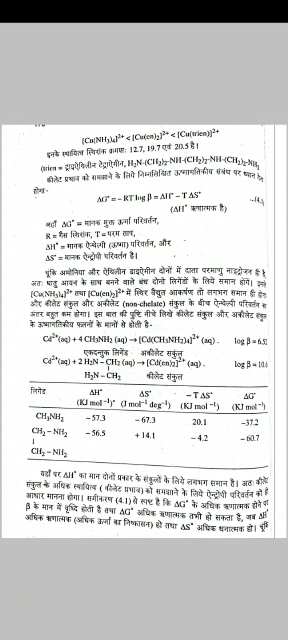 [Cu(NH₃)₄]²⁺ < [Cu(en)₂]²⁺ < [Cu(trien)]²⁺
इनके स्थायित्व स्थिरांक क्रमशः 12.7, 19.7 एवं 20.5 है।
(trien = ट्राइऐथिलीन टेट्राऐमीन, H₂N-(CH₂)₂-NH-(CH₂)₂-NH-(CH₂)₂-NH₂
कीलेट प्रभाव को समझाने के लिये निम्नलिखित ऊष्मागतिकीय संबंध पर ध्यान देना
होगा-
ΔG° = – RT log β = ΔH° – T ΔS° ...(4.1)
(ΔH° ऋणात्मक है)
जहाँ ΔG° = मानक मुक्त ऊर्जा परिवर्तन,
R = गैस स्थिरांक, T = परम ताप,
ΔH° = मानक ऐन्थैल्पी (ऊष्मा) परिवर्तन, और
ΔS° = मानक ऐन्ट्रॉपी परिवर्तन है।
चूंकि अमोनिया और ऐथिलीन डाइऐमीन दोनों में दाता परमाणु नाइट्रोजन ही है
अतः धातु आयन के साथ बनने वाले बंध दोनों लिगेंडों के लिये समान होंगे। इनके
[Cu(NH₃)₄]²⁺ तथा [Cu(en)₂]²⁺ में स्थिर वैद्युत आकर्षण तो लगभग समान ही होगा
और कीलेट संकुल और अकीलेट (non-chelate) संकुल के बीच ऐन्थैल्पी परिवर्तन का
अंतर बहुत कम होगा। इस बात की पुष्टि नीचे लिखे कीलेट संकुल और अकीलेट संकुल
के ऊष्मागतिकीय फलनों के मानों से होती है-
Cd²⁺(aq) + 4 CH₃NH₂ (aq) → [Cd(CH₃NH₂)₄]²⁺ (aq) . log β = 6.52
एकदन्तुक लिगेंड अकीलेट संकुल
Cd²⁺(aq) + 2 H₂N – CH₂ (aq) → [Cd(en)₂]²⁺ (aq) . log β = 10.6
H₂N – CH₂ कीलेट संकुल
लिगेंड ΔH° ΔS° – T ΔS° ΔG°
(KJ mol⁻¹) (J mol⁻¹ deg⁻¹) (KJ mol⁻¹) (KJ mol⁻¹)
CH₃NH₂ – 57.3 – 67.3 20.1 –37.2
CH₂ – NH₂ – 56.5 + 14.1 – 4.2 – 60.7
CH₂ – NH₂
यहाँ पर ΔH° का मान दोनों प्रकार के संकुलों के लिये लगभग समान है। अतः कीलेट
संकुल के अधिक स्थायित्व ( कीलेट प्रभाव) को समझाने के लिये ऐन्ट्रॉपी परिवर्तन को ही
आधार मानना होगा। समीकरण (4.1) से स्पष्ट है कि ΔG° के अधिक ऋणात्मक होने पर
β के मान में वृद्धि होती है तथा ΔG° अधिक ऋणात्मक तभी हो सकता है, जब ΔH°
अधिक ऋणात्मक (अधिक ऊर्जा का निष्कासन) हो तथा ΔS° अधिक धनात्मक हो। चूंकि